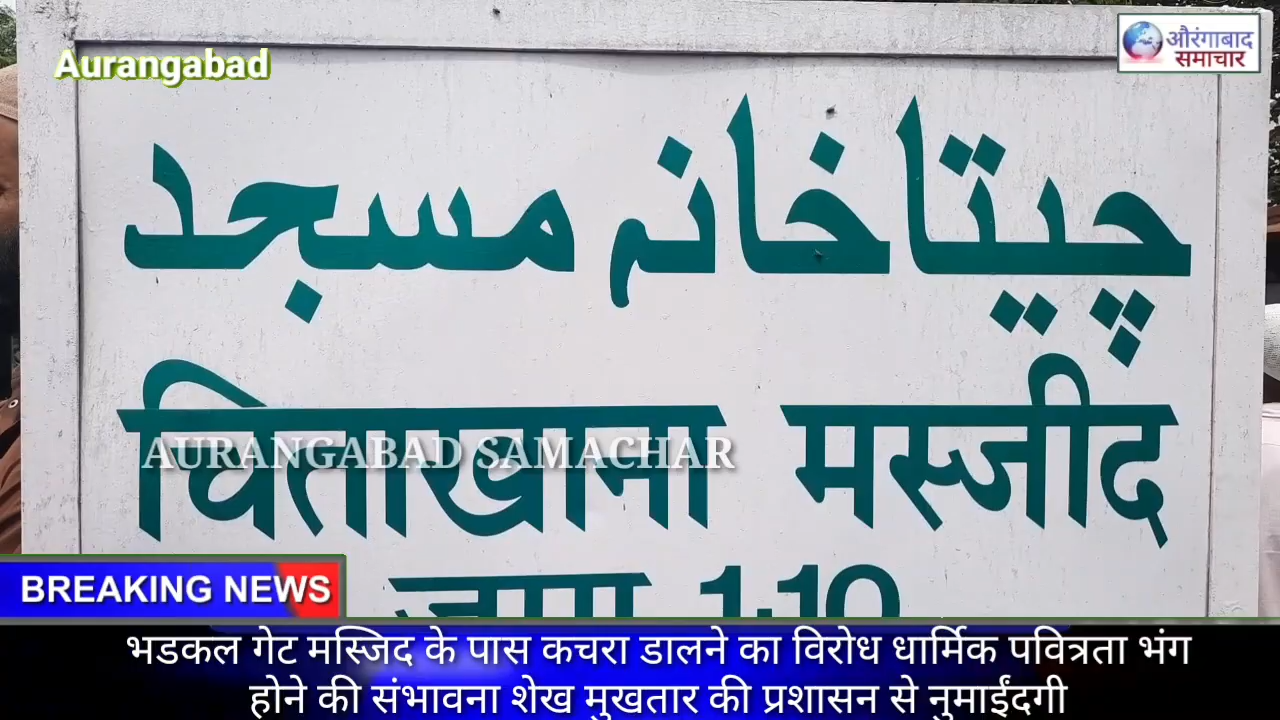 Aurangabad
औरंगाबाद
समाचार
چیتاخانہ مسجد
चिताखाना मस्जीद
AURANGABAD SAMACHAR
1-10
BREAKING NEWS
भडकल गेट मस्जिद के पास कचरा डालने का विरोध धार्मिक पवित्रता भंग
होने की संभावना शेख मुखतार की प्रशासन से नुमाईंदगी